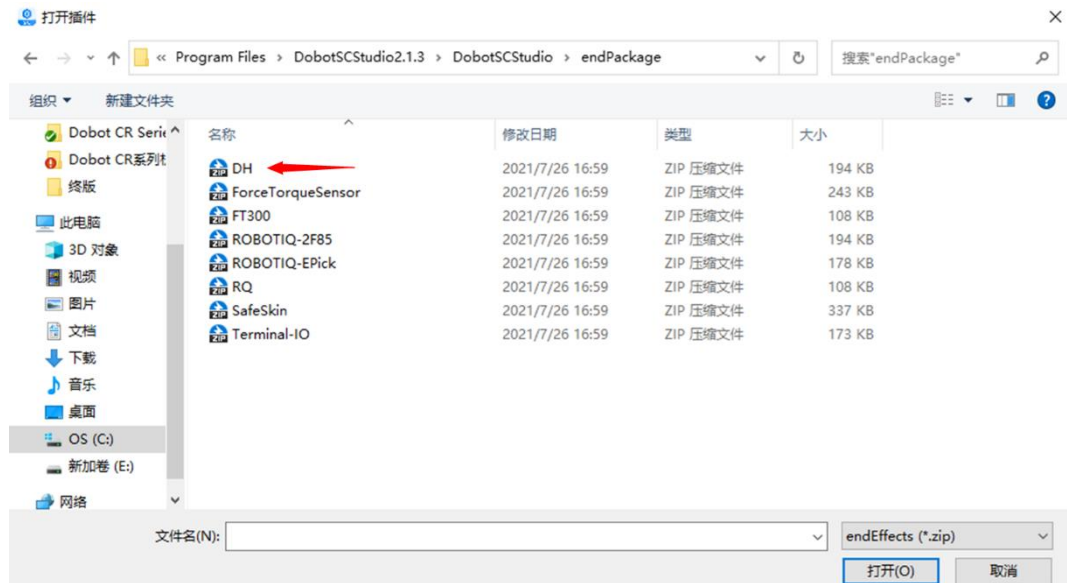 打开插件
« Program Files › DobotSCStudio2.1.3 › DobotSCStudio › endPackage
搜索"endPackage"
组织 新建文件夹
名称 修改日期 类型 大小
Dobot CR Serie
Dobot CR系列
终版
此电脑
3D 对象
视频
图片
文档
下载
音乐
桌面
OS (C:)
新加卷 (E:)
网络
DH 2021/7/26 16:59 ZIP 压缩文件 194 KB
ForceTorqueSensor 2021/7/26 16:59 ZIP 压缩文件 243 KB
FT300 2021/7/26 16:59 ZIP 压缩文件 108 KB
ROBOTIQ-2F85 2021/7/26 16:59 ZIP 压缩文件 194 KB
ROBOTIQ-EPick 2021/7/26 16:59 ZIP 压缩文件 178 KB
RQ 2021/7/26 16:59 ZIP 压缩文件 108 KB
SafeSkin 2021/7/26 16:59 ZIP 压缩文件 337 KB
Terminal-IO 2021/7/26 16:59 ZIP 压缩文件 173 KB
文件名(N):
endEffects (*.zip)
打开(O) 取消